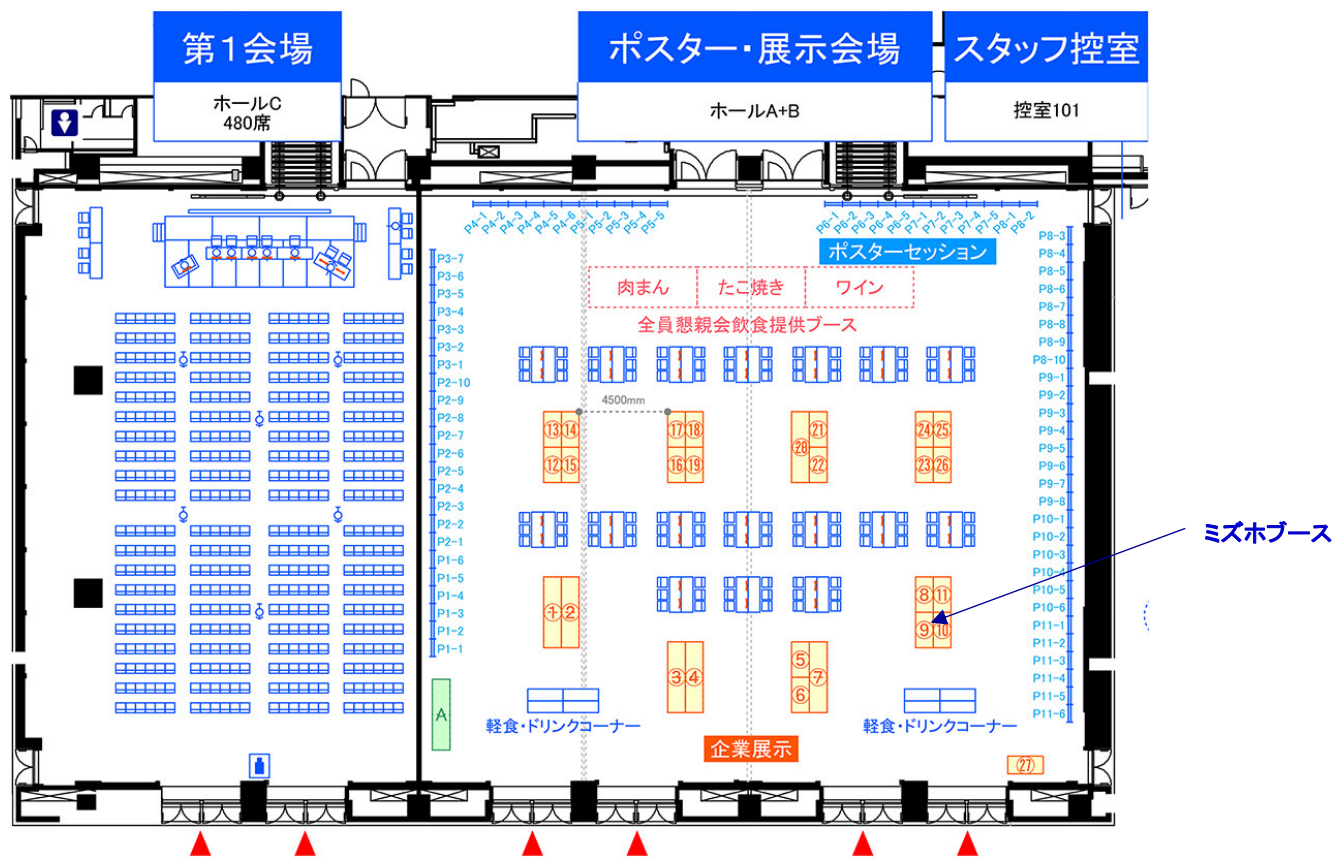 第1会場
ホールC
480席
ポスター・展示会場
ホールA+B
スタッフ控室
控室101
P4-1
P4-2
P4-3
P4-4
P4-5
P4-6
P5-1
P5-2
P5-3
P5-4
P5-5
P6-1
P6-2
P6-3
P6-4
P6-5
P7-1
P7-2
P7-3
P7-4
P7-5
P8-1
P8-2
ポスターセッション
肉まん
たこ焼き
ワイン
全員懇親会飲食提供ブース
P3-7
P3-6
P3-5
P3-4
P3-3
P3-2
P3-1
P2-10
P2-9
P2-8
P2-7
P2-6
P2-5
P2-4
P2-3
P2-2
P2-1
P1-6
P1-5
P1-4
P1-3
P1-2
P1-1
P8-3
P8-4
P8-5
P8-6
P8-7
P8-8
P8-9
P8-10
P9-1
P9-2
P9-3
P9-4
P9-5
P9-6
P9-7
P9-8
P10-1
P10-2
P10-3
P10-4
P10-5
P10-6
P11-1
P11-2
P11-3
P11-4
P11-5
P11-6
4500mm
⑬⑭
⑫⑮
⑰⑱
⑯⑲
⑳㉑
㉒
㉔㉕
㉓㉖
ミズホブース
①②
⑧⑪
⑨⑩
③④
⑤
⑥⑦
A
軽食・ドリンクコーナー
軽食・ドリンクコーナー
企業展示
㉗